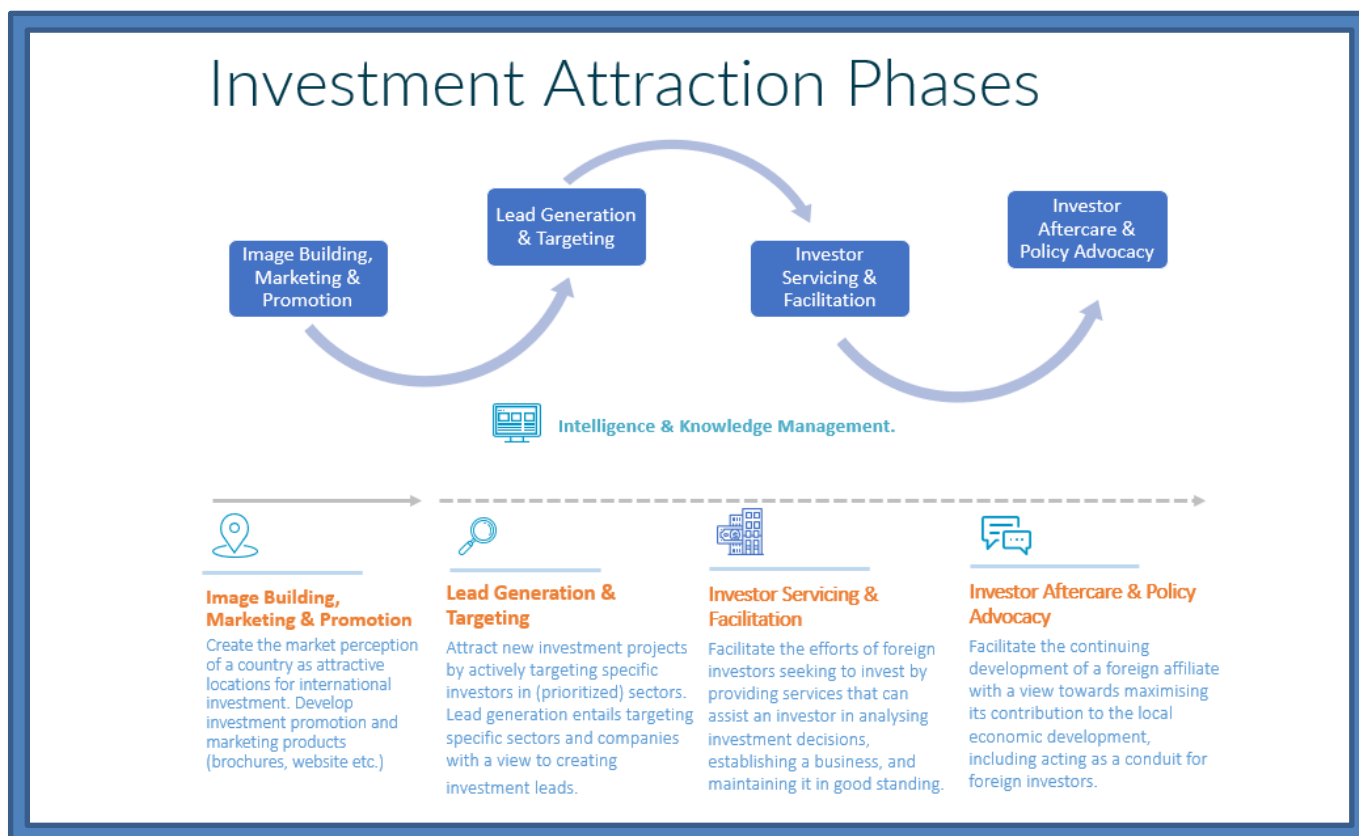 Investment Attraction Phases
Lead Generation
& Targeting
Investor
Aftercare &
Policy Advocacy
Image Building,
Marketing &
Promotion
Investor
Servicing &
Facilitation
Intelligence & Knowledge Management.
Image Building,
Marketing & Promotion
Create the market perception
of a country as attractive
locations for international
investment. Develop
investment promotion and
marketing products
(brochures, website etc.)
Lead Generation &
Targeting
Attract new investment projects
by actively targeting specific
investors in (prioritized) sectors.
Lead generation entails targeting
specific sectors and companies
with a view to creating
investment leads.
Investor Servicing &
Facilitation
Facilitate the efforts of foreign
investors seeking to invest by
providing services that can
assist an investor in analysing
investment decisions,
establishing a business, and
maintaining it in good standing.
Investor Aftercare & Policy
Advocacy
Facilitate the continuing
development of a foreign affiliate
with a view towards maximising
its contribution to the local
economic development,
including acting as a conduit for
foreign investors.